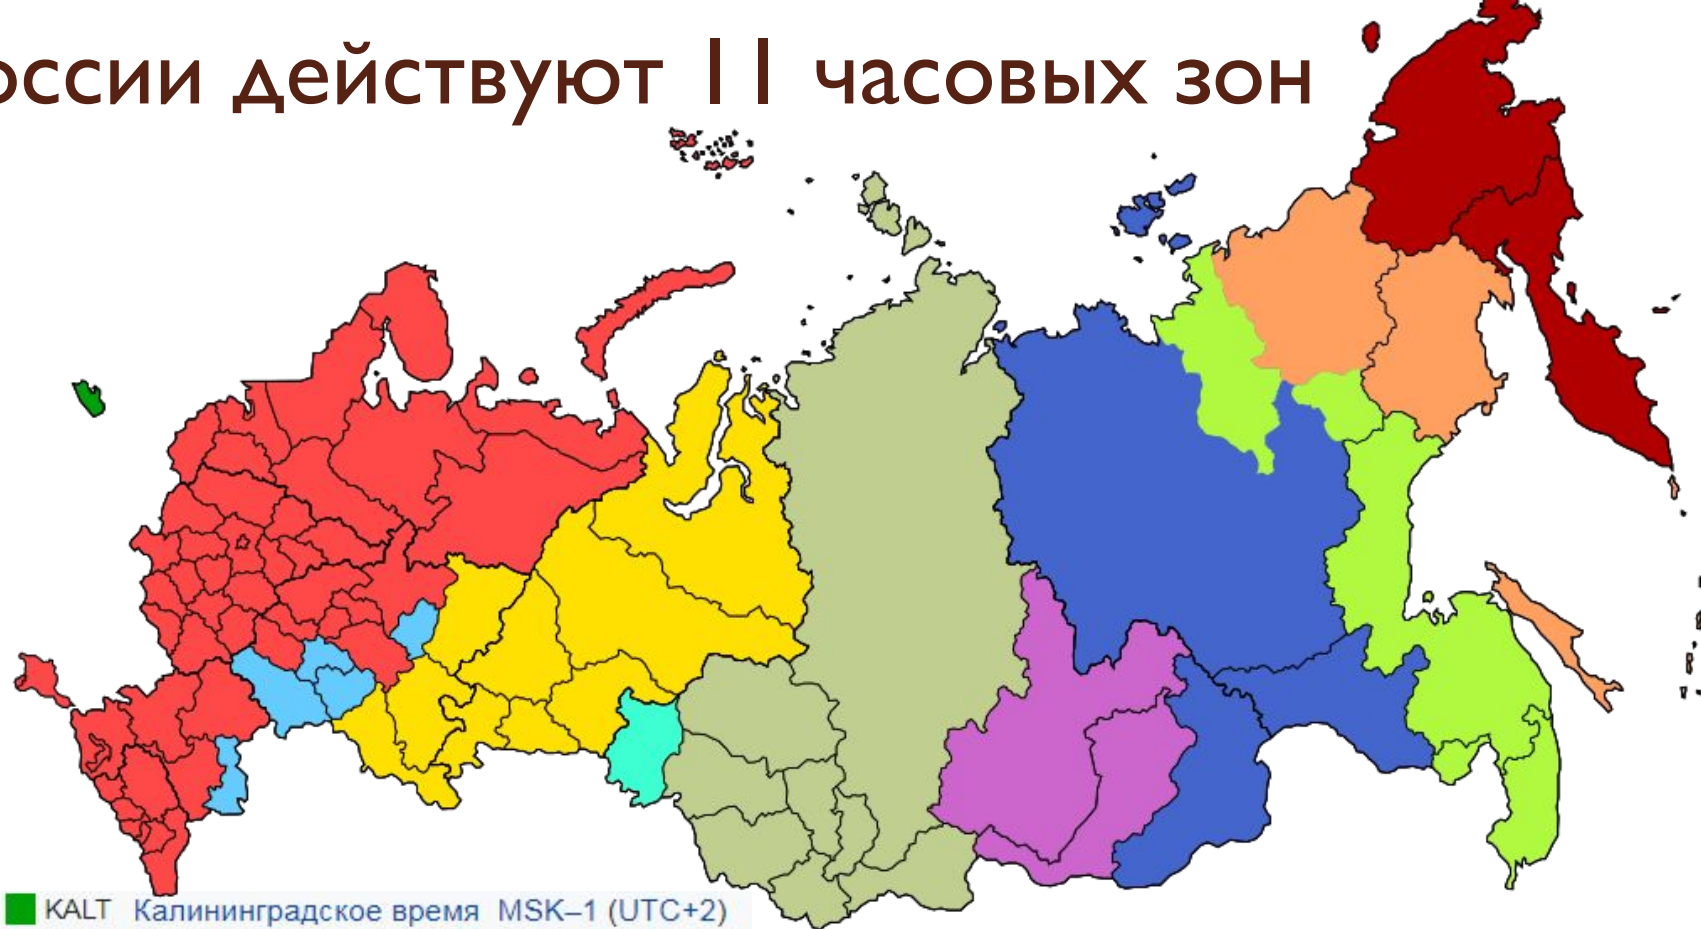 оссии действуют 11 часовых зон
KALT Калининградское время MSK–1 (UTC+2)